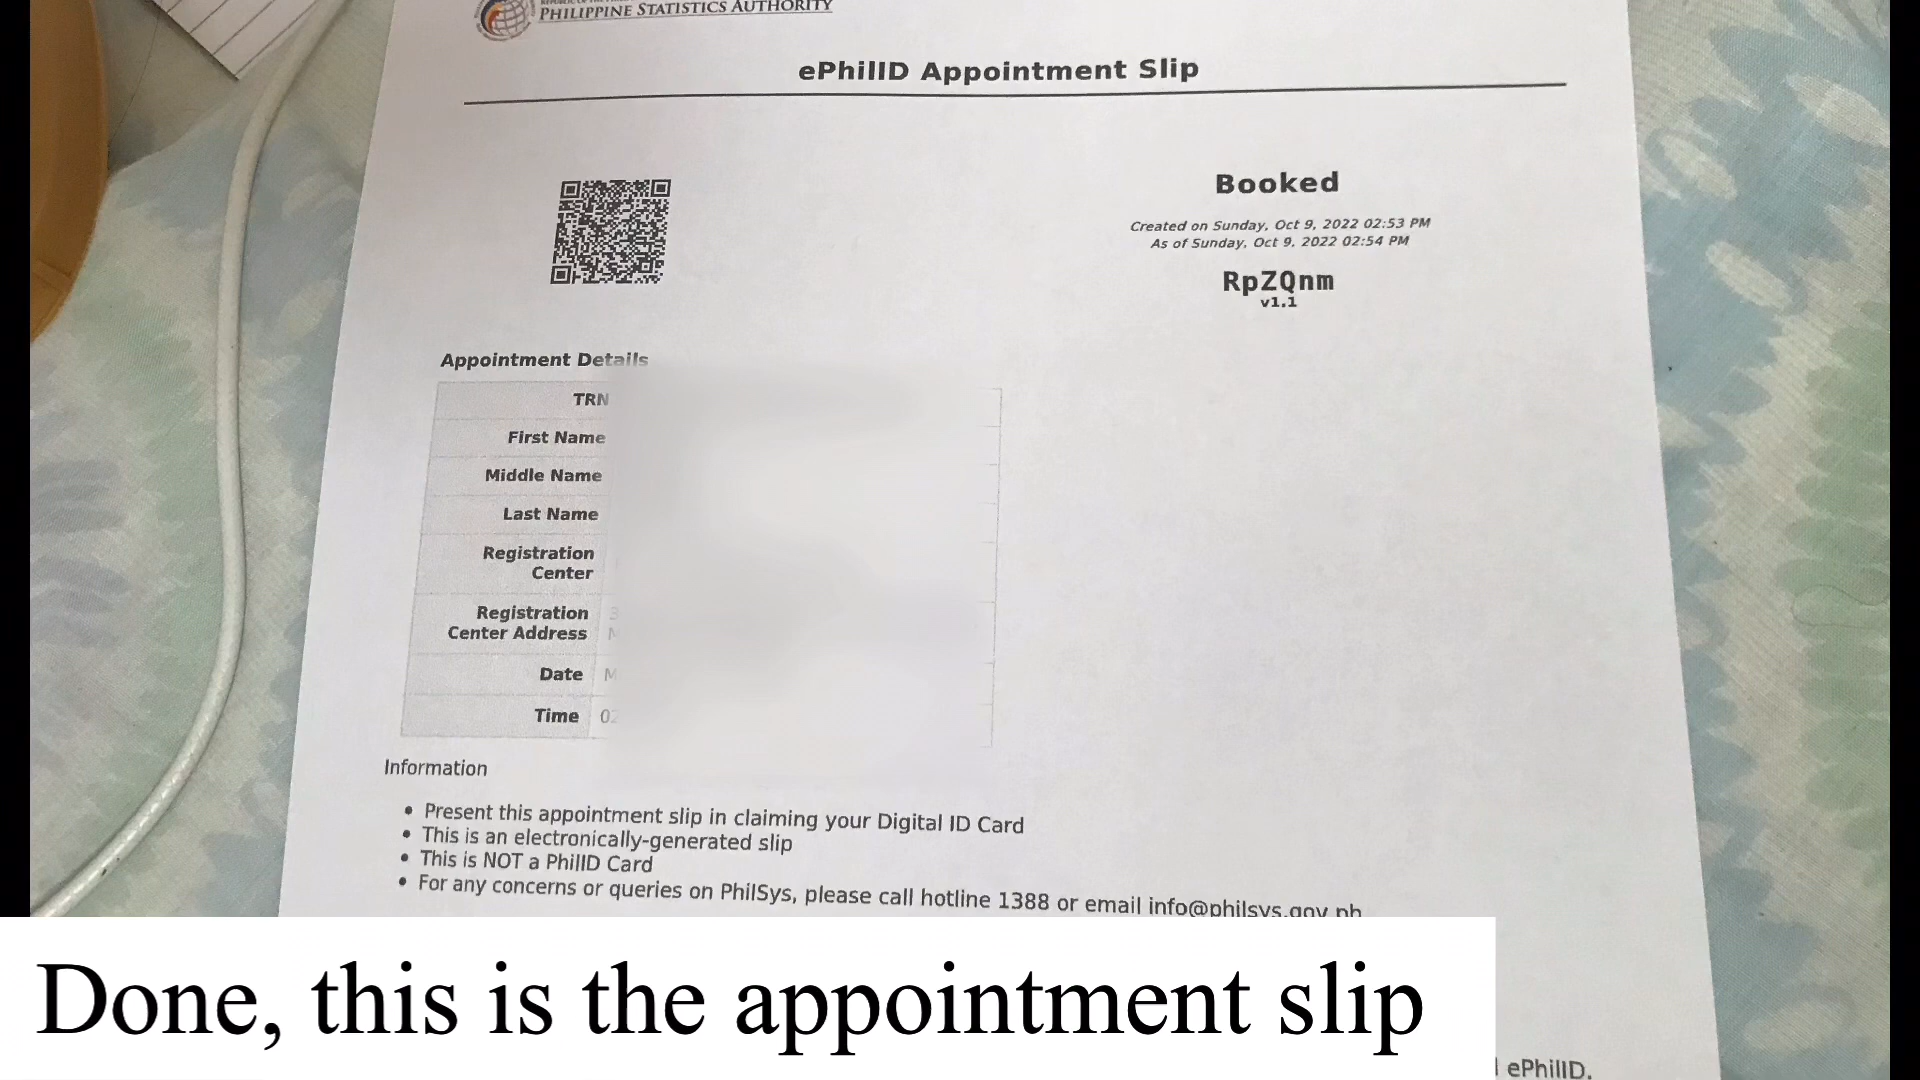 PHILIPPINE STATISTICS AUTHORITY
ePhilID Appointment Slip
Booked
Created on Sunday, Oct 9, 2022 02:53 PM
As of Sunday, Oct 9, 2022 02:54 PM
RpZQnm
v1.1
Appointment Details
TRN
First Name
Middle Name
Last Name
Registration
Center
Registration
Center Address
Date
Time
Information
• Present this appointment slip in claiming your Digital ID Card
• This is an electronically-generated slip
• This is NOT a PhilID Card
• For any concerns or queries on PhilSys, please call hotline 1388 or email info@philsys.gov.ph
Done, this is the appointment slip
ePhilID.